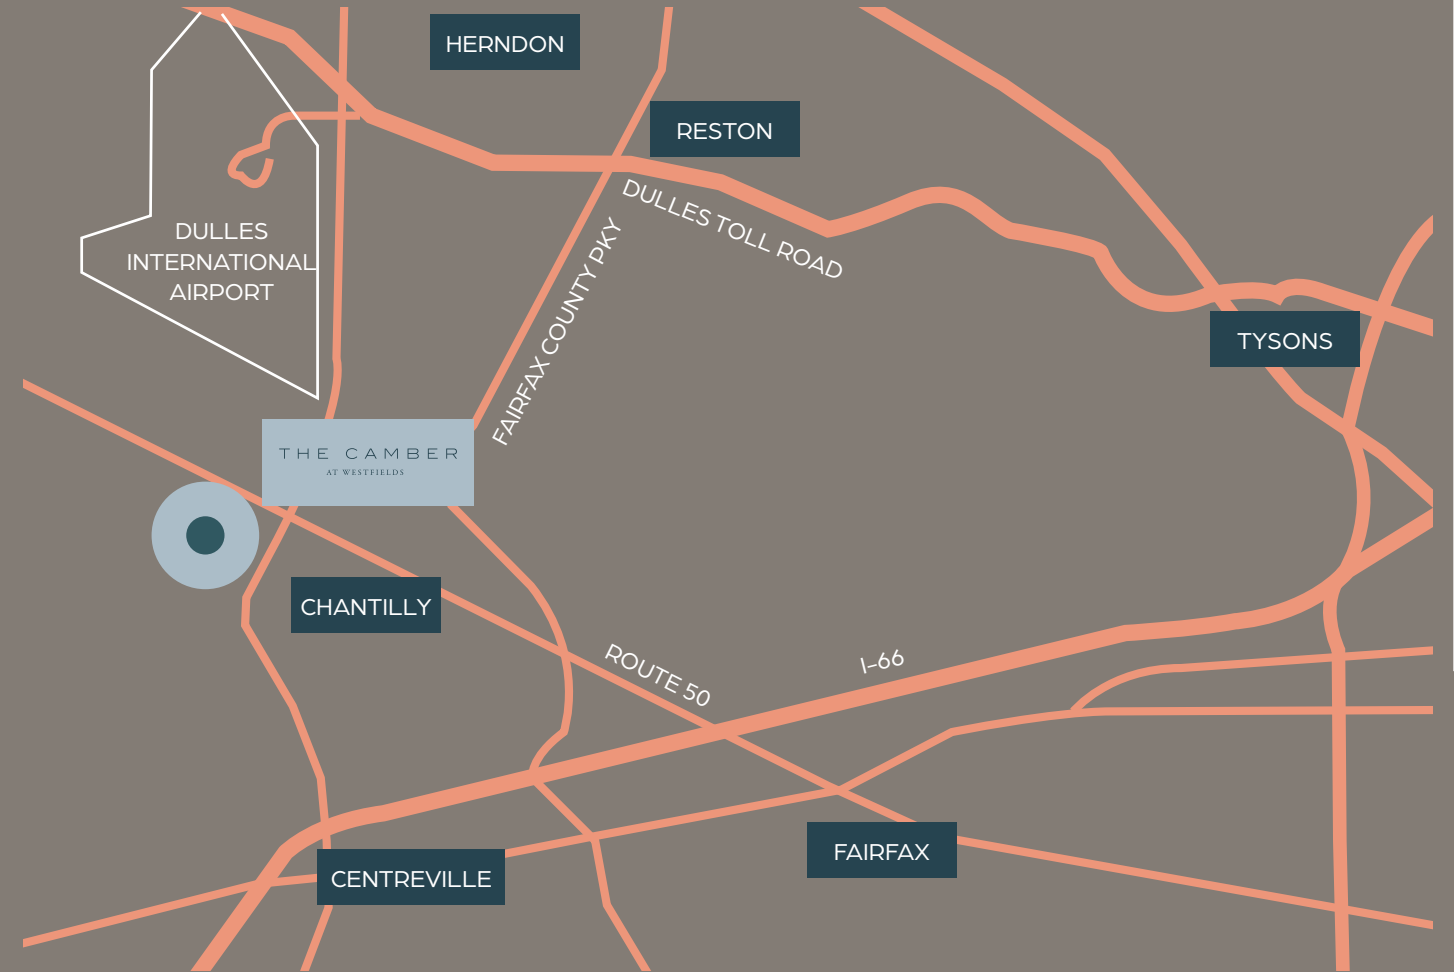 HERNDON
RESTON
DULLES TOLL ROAD
FAIRFAX COUNTY PKY
DULLES
INTERNATIONAL
AIRPORT
TYSONS
THE CAMBER
AT WESTFIELDS
CHANTILLY
ROUTE 50
I-66
FAIRFAX
CENTREVILLE